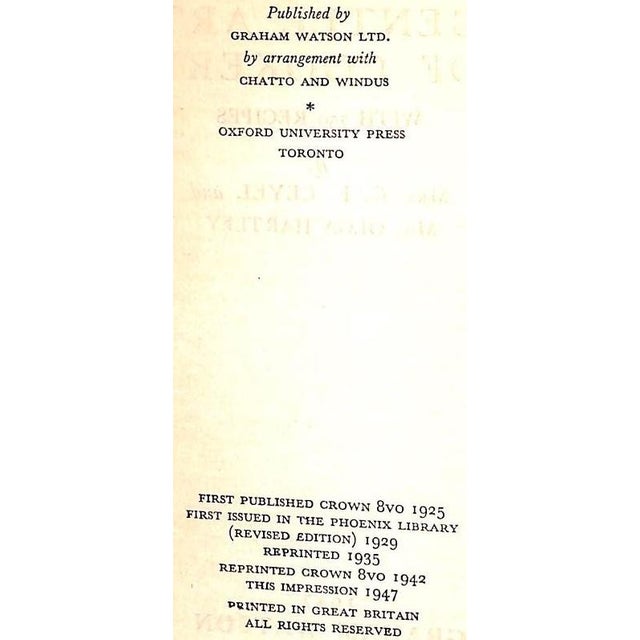 Published by
GRAHAM WATSON LTD.
by arrangement with
CHATTO AND WINDUS
*
OXFORD UNIVERSITY PRESS
TORONTO
FIRST PUBLISHED CROWN 8VO 1925
FIRST ISSUED IN THE PHOENIX LIBRARY
(REVISED EDITION) 1929
REPRINTED 1935
REPRINTED CROWN 8VO 1942
THIS IMPRESSION 1947
PRINTED IN GREAT BRITAIN
ALL RIGHTS RESERVED